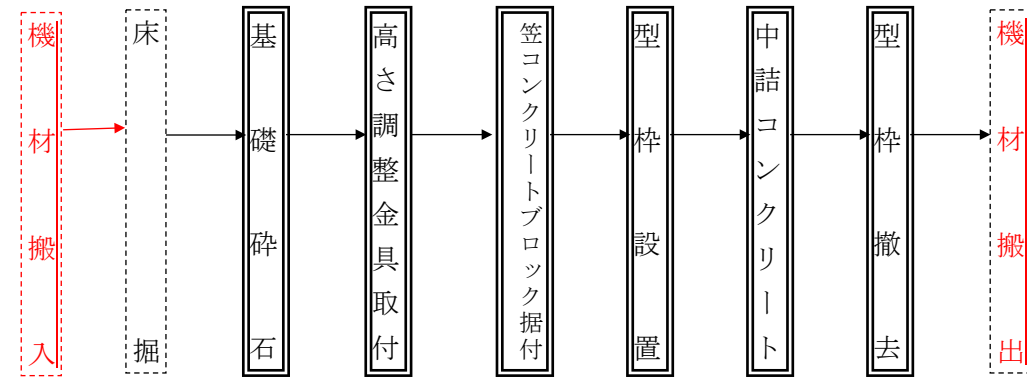 機材搬入
床掘
基礎砕石
高さ調整金具取付
笠コンクリートブロック据付
型枠設置
中詰コンクリート
型枠撤去
機材搬出